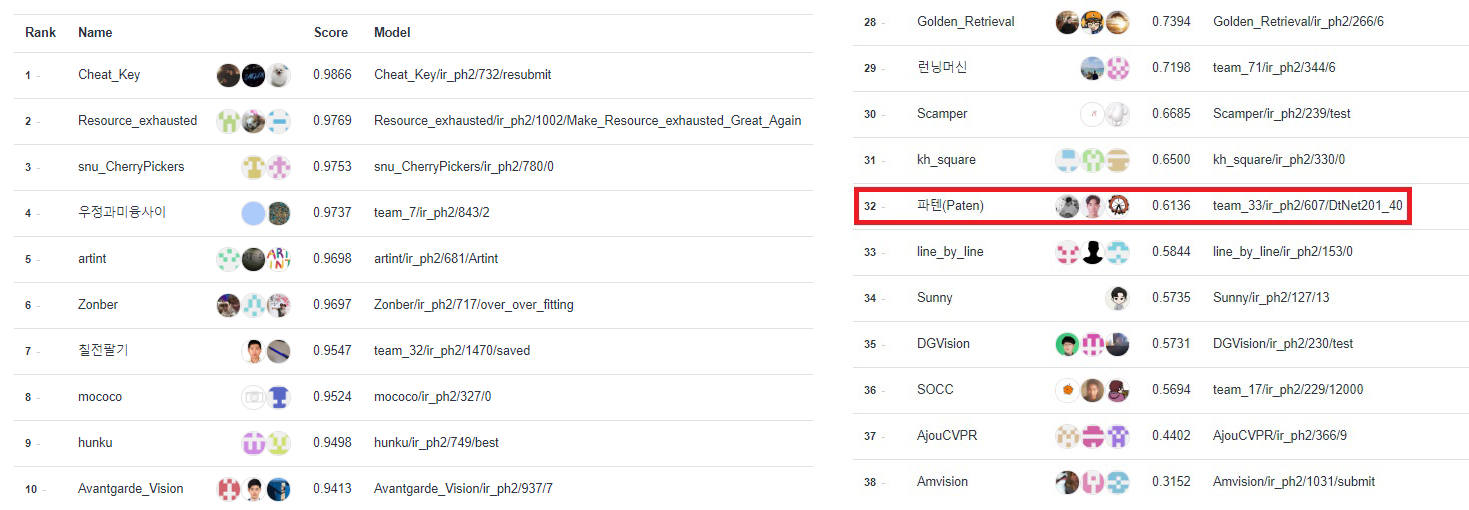 Rank Name Score Model
1 - Cheat_Key 0.9866 Cheat_Key/ir_ph2/732/resubmit
2 - Resource_exhausted 0.9769 Resource_exhausted/ir_ph2/1002/Make_Resource_exhausted_Great_Again
3 - snu_CherryPickers 0.9753 snu_CherryPickers/ir_ph2/780/0
4 - 우정과미융사이 0.9737 team_7/ir_ph2/843/2
5 - artint 0.9698 artint/ir_ph2/681/Artint
6 - Zonber 0.9697 Zonber/ir_ph2/717/over_over_fitting
7 - 칠전팔기 0.9547 team_32/ir_ph2/1470/saved
8 - mococo 0.9524 mococo/ir_ph2/327/0
9 - hunku 0.9498 hunku/ir_ph2/749/best
10 - Avantgarde_Vision 0.9413 Avantgarde_Vision/ir_ph2/937/7
28 - Golden_Retrieval 0.7394 Golden_Retrieval/ir_ph2/266/6
29 - 런닝머신 0.7198 team_71/ir_ph2/344/6
30 - Scamper 0.6685 Scamper/ir_ph2/239/test
31 - kh_square 0.6500 kh_square/ir_ph2/330/0
32 - 파텐(Paten) 0.6136 team_33/ir_ph2/607/DtNet201_40
33 - line_by_line 0.5844 line_by_line/ir_ph2/153/0
34 - Sunny 0.5735 Sunny/ir_ph2/127/13
35 - DGVision 0.5731 DGVision/ir_ph2/230/test
36 - SOCC 0.5694 team_17/ir_ph2/229/12000
37 - AjouCVPR 0.4402 AjouCVPR/ir_ph2/366/9
38 - Amvision 0.3152 Amvision/ir_ph2/1031/submit